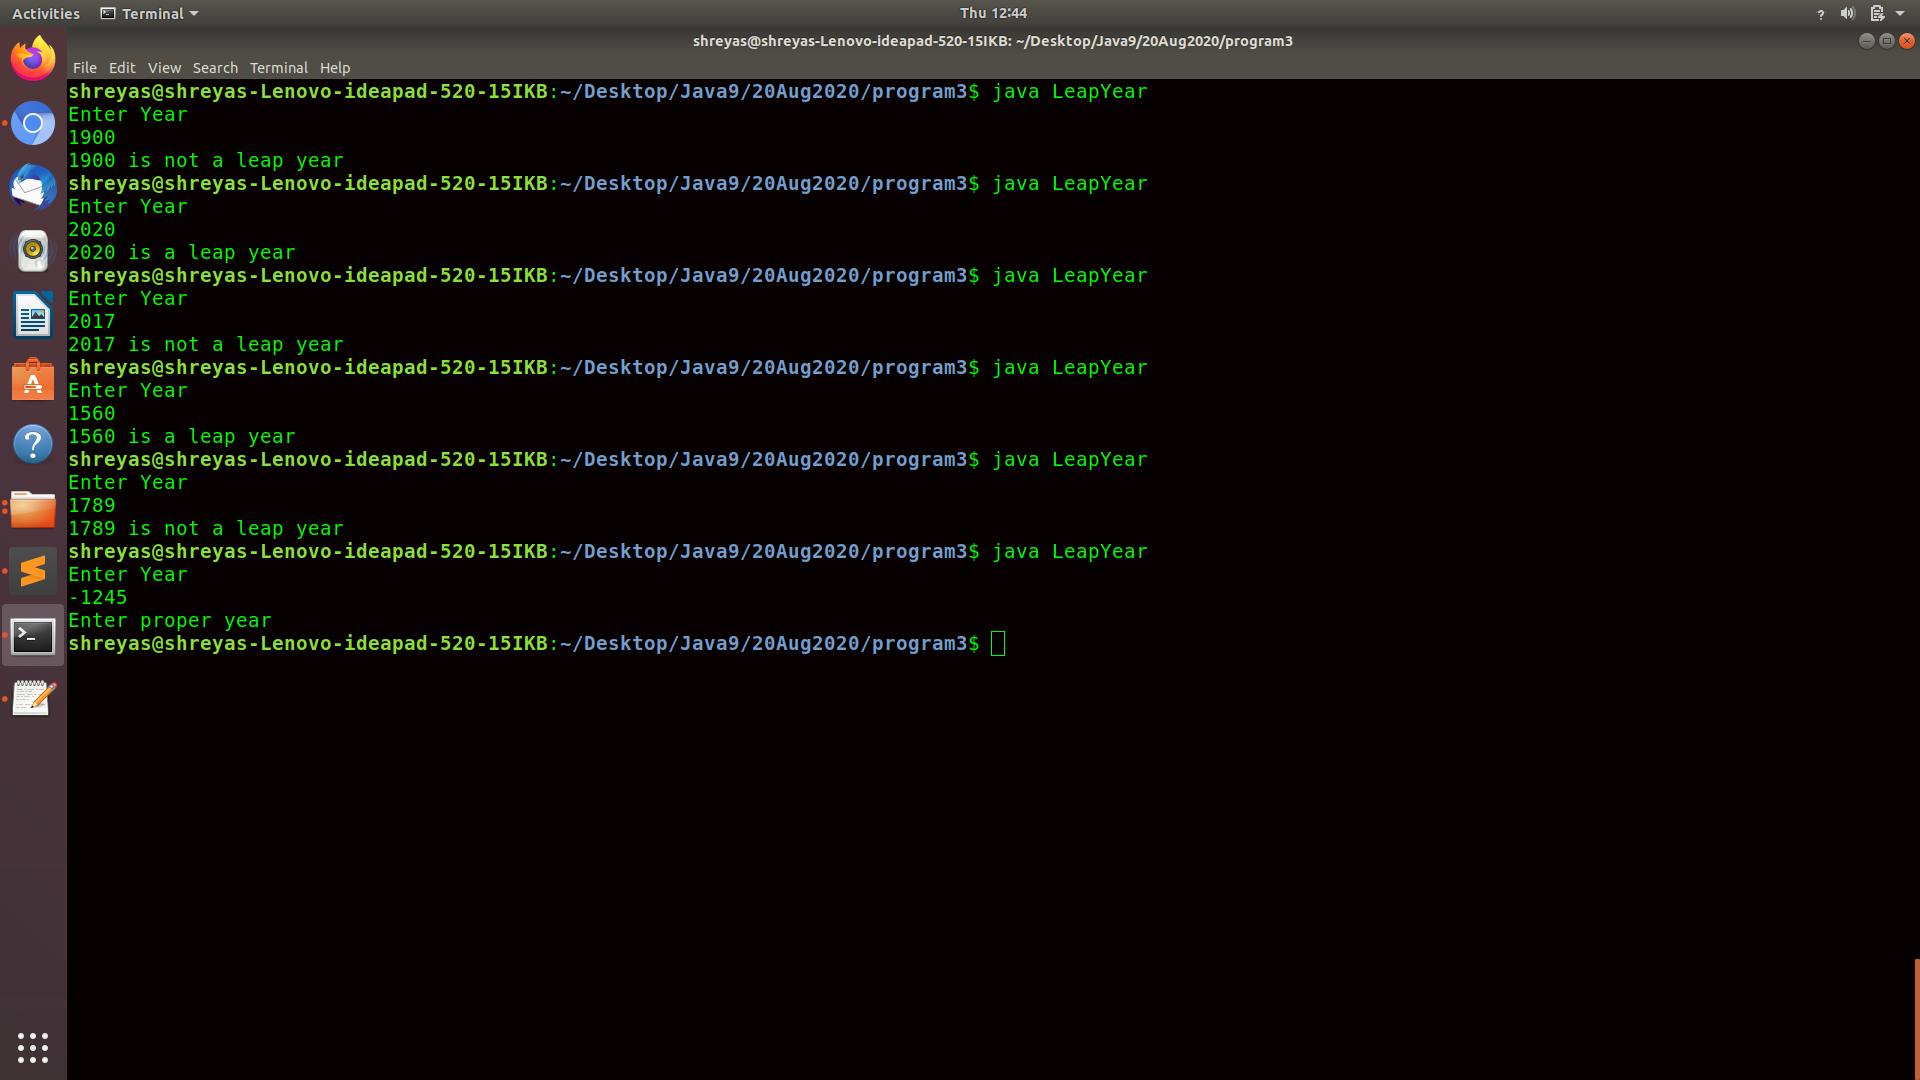 Activities Terminal Thu 12:44 ?
shreyas@shreyas-Lenovo-ideapad-520-15IKB: ~/Desktop/Java9/20Aug2020/program3
File Edit View Search Terminal Help
shreyas@shreyas-Lenovo-ideapad-520-15IKB:~/Desktop/Java9/20Aug2020/program3$ java LeapYear
Enter Year
1900
1900 is not a leap year
shreyas@shreyas-Lenovo-ideapad-520-15IKB:~/Desktop/Java9/20Aug2020/program3$ java LeapYear
Enter Year
2020
2020 is a leap year
shreyas@shreyas-Lenovo-ideapad-520-15IKB:~/Desktop/Java9/20Aug2020/program3$ java LeapYear
Enter Year
2017
2017 is not a leap year
shreyas@shreyas-Lenovo-ideapad-520-15IKB:~/Desktop/Java9/20Aug2020/program3$ java LeapYear
Enter Year
1560
1560 is a leap year
shreyas@shreyas-Lenovo-ideapad-520-15IKB:~/Desktop/Java9/20Aug2020/program3$ java LeapYear
Enter Year
1789
1789 is not a leap year
shreyas@shreyas-Lenovo-ideapad-520-15IKB:~/Desktop/Java9/20Aug2020/program3$ java LeapYear
Enter Year
-1245
Enter proper year
shreyas@shreyas-Lenovo-ideapad-520-15IKB:~/Desktop/Java9/20Aug2020/program3$